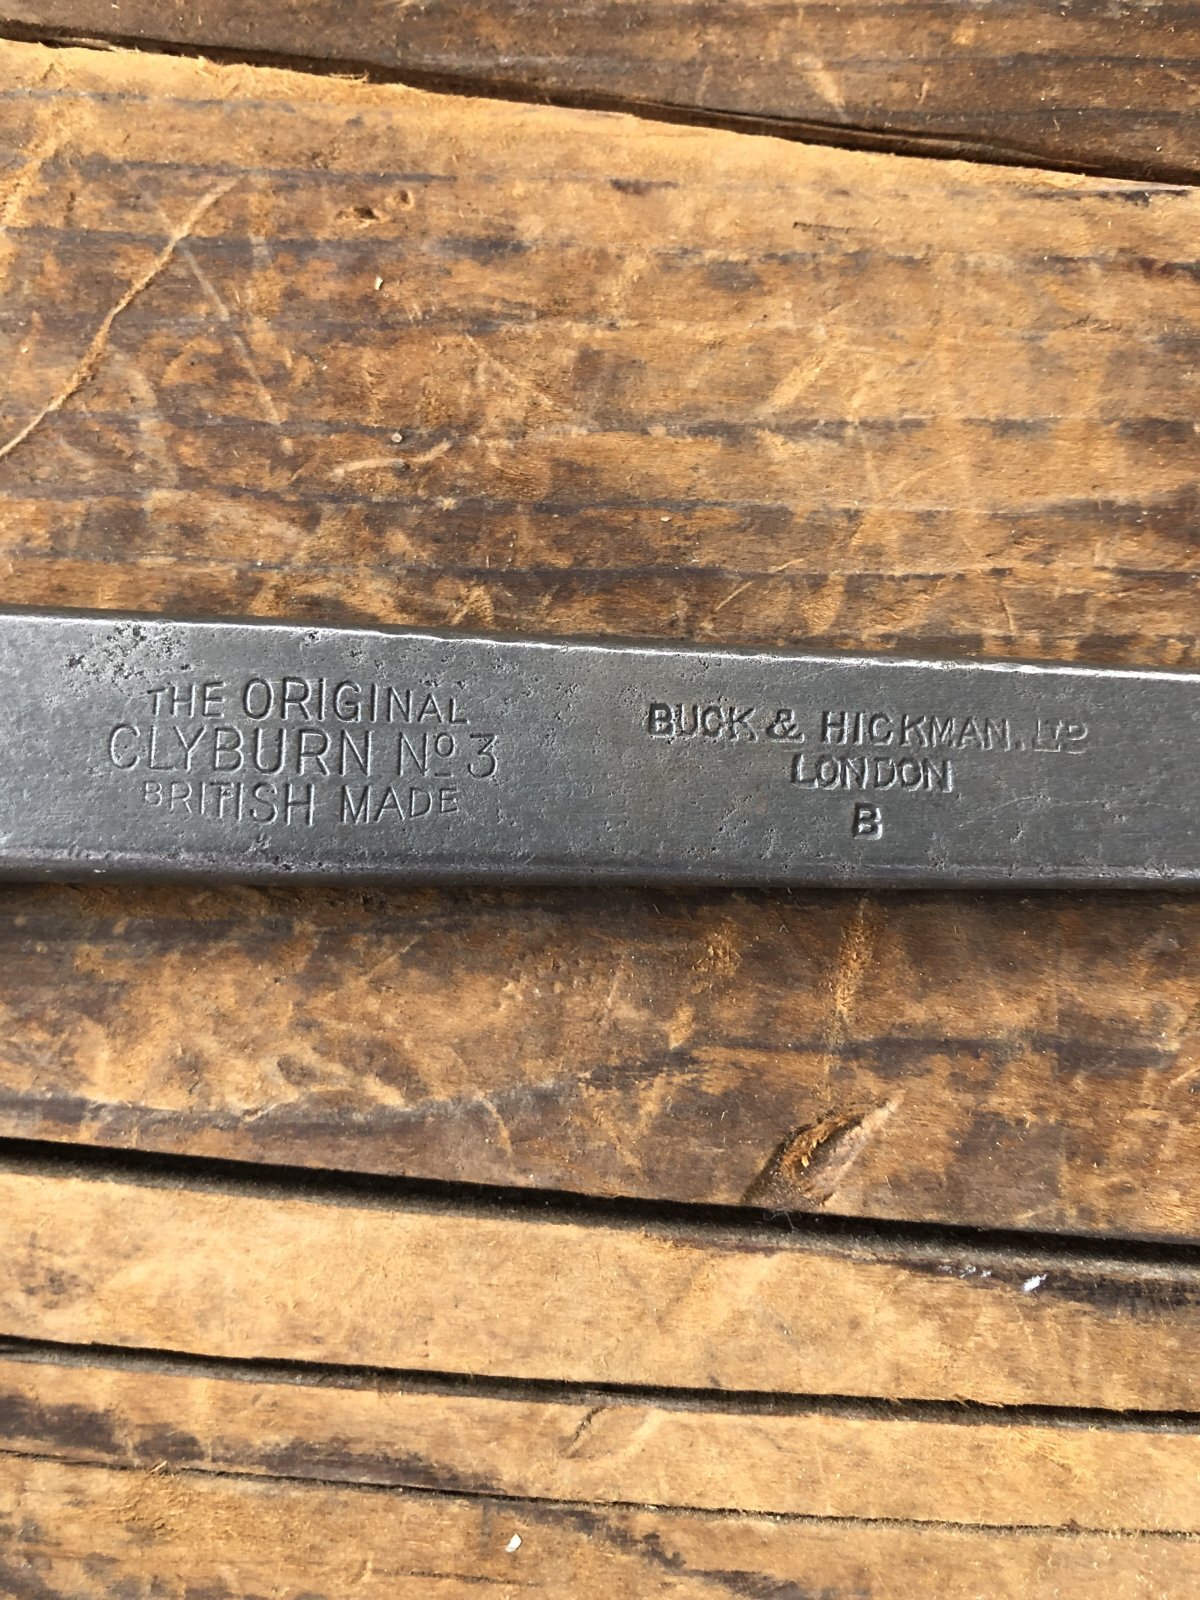 THE ORIGINAL
CLYBURN Nº 3
BRITISH MADE
BUCK & HICKMAN. LTD
LONDON
B